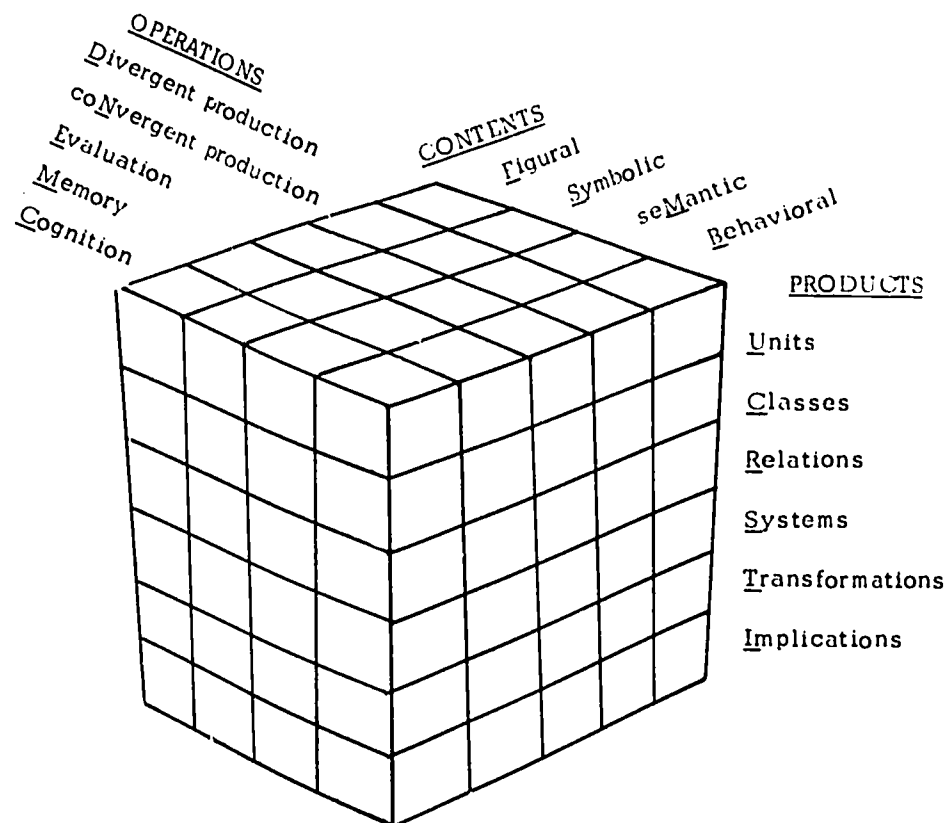 OPERATIONS
Divergent production
coNvergent production
Evaluation
Memory
Cognition
CONTENTS
Figural
Symbolic
seMantic
Behavioral
PRODUCTS
Units
Classes
Relations
Systems
Transformations
Implications